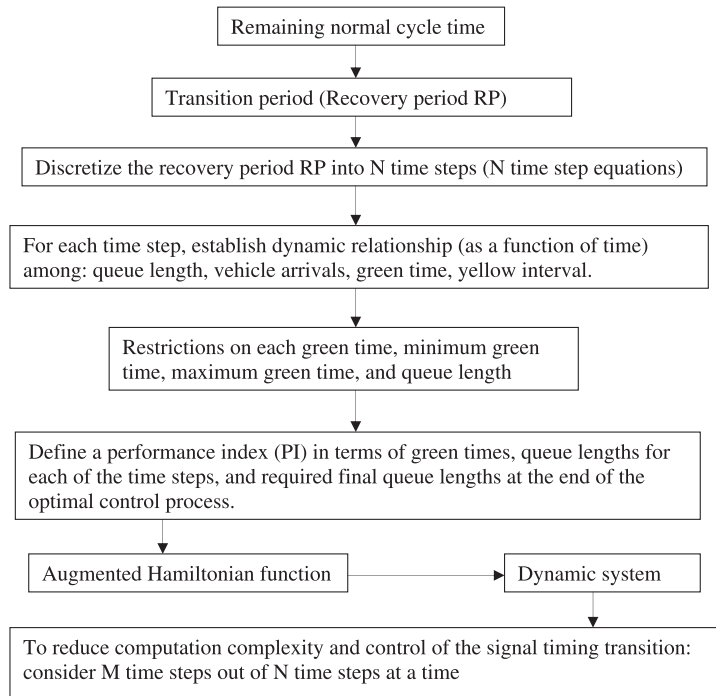 Remaining normal cycle time
Transition period (Recovery period RP)
Discretize the recovery period RP into N time steps (N time step equations)
For each time step, establish dynamic relationship (as a function of time)
among: queue length, vehicle arrivals, green time, yellow interval.
Restrictions on each green time, minimum green
time, maximum green time, and queue length
Define a performance index (PI) in terms of green times, queue lengths for
each of the time steps, and required final queue lengths at the end of the
optimal control process.
Augmented Hamiltonian function
Dynamic system
To reduce computation complexity and control of the signal timing transition:
consider M time steps out of N time steps at a time